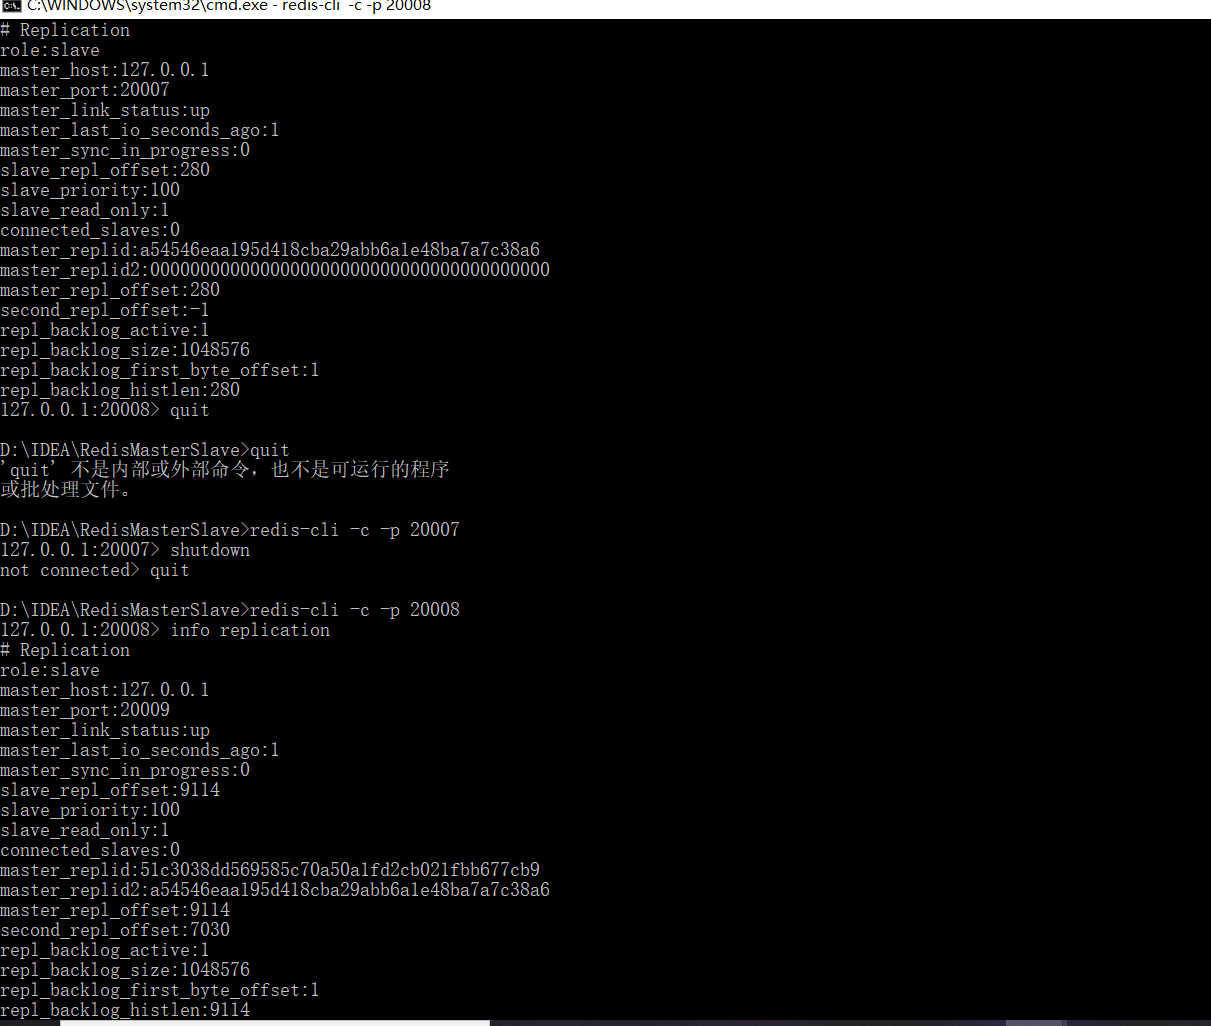 C:\WINDOWS\system32\cmd.exe - redis-cli -c -p 20008
# Replication
role:slave
master_host:127.0.0.1
master_port:20007
master_link_status:up
master_last_io_seconds_ago:1
master_sync_in_progress:0
slave_repl_offset:280
slave_priority:100
slave_read_only:1
connected_slaves:0
master_replid:a54546eaa195d418cba29abb6a1e48ba7a7c38a6
master_replid2:0000000000000000000000000000000000000000
master_repl_offset:280
second_repl_offset:-1
repl_backlog_active:1
repl_backlog_size:1048576
repl_backlog_first_byte_offset:1
repl_backlog_histlen:280
127.0.0.1:20008> quit
D:\IDEA\RedisMasterSlave>quit
'quit' 不是内部或外部命令，也不是可运行的程序
或批处理文件。
D:\IDEA\RedisMasterSlave>redis-cli -c -p 20007
127.0.0.1:20007> shutdown
not connected> quit
D:\IDEA\RedisMasterSlave>redis-cli -c -p 20008
127.0.0.1:20008> info replication
# Replication
role:slave
master_host:127.0.0.1
master_port:20009
master_link_status:up
master_last_io_seconds_ago:1
master_sync_in_progress:0
slave_repl_offset:9114
slave_priority:100
slave_read_only:1
connected_slaves:0
master_replid:51c3038dd569585c70a50a1fd2cb021fbb677cb9
master_replid2:a54546eaa195d418cba29abb6a1e48ba7a7c38a6
master_repl_offset:9114
second_repl_offset:7030
repl_backlog_active:1
repl_backlog_size:1048576
repl_backlog_first_byte_offset:1
repl_backlog_histlen:9114